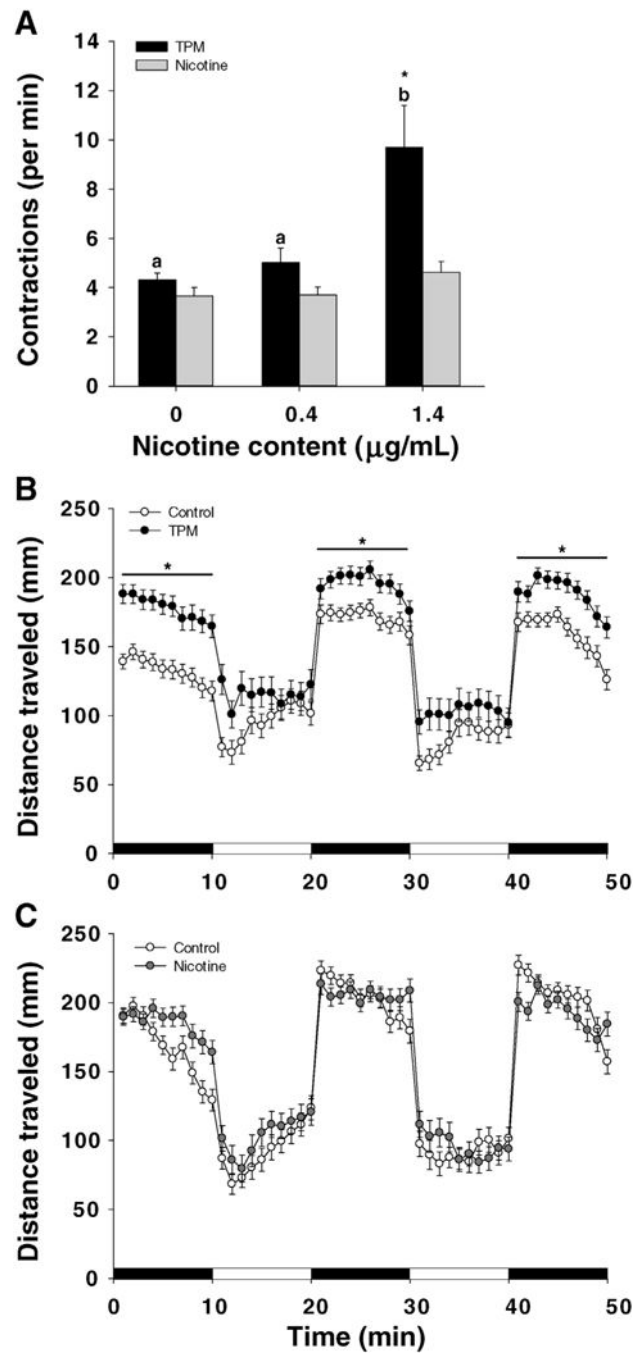 A
TPM
Nicotine
Contractions (per min)
14
12
10
8
6
4
2
0
a
a
*
b
0 0.4 1.4
Nicotine content (μg/mL)
B
Control
TPM
Distance traveled (mm)
250
200
150
100
50
0
* * *
0 10 20 30 40 50
C
Control
Nicotine
Distance traveled (mm)
250
200
150
100
50
0
0 10 20 30 40 50
Time (min)